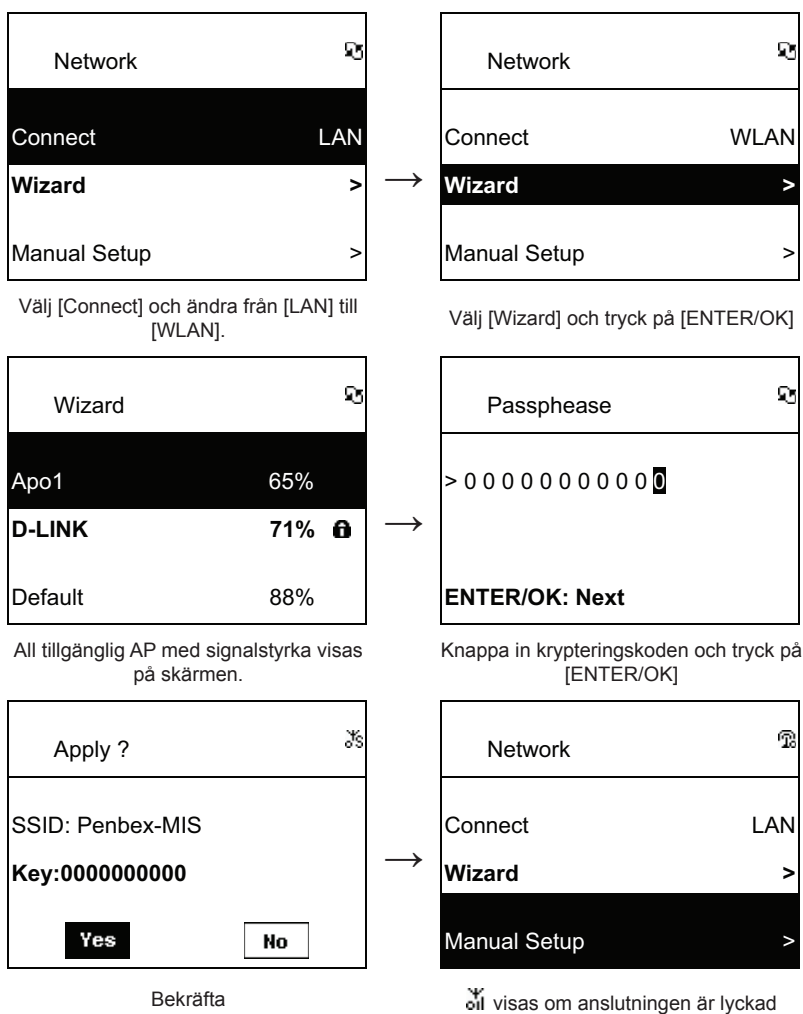 Network
Connect LAN
Wizard >
Manual Setup >
Välj [Connect] och ändra från [LAN] till
[WLAN].
→
Network
Connect WLAN
Wizard >
Manual Setup >
Välj [Wizard] och tryck på [ENTER/OK]
Wizard
Apo1 65%
D-LINK 71%
Default 88%
All tillgänglig AP med signalstyrka visas
på skärmen.
→
Passphease
> 0 0 0 0 0 0 0 0 0 0 0
ENTER/OK: Next
Knappa in krypteringskoden och tryck på
[ENTER/OK]
Apply ?
SSID: Penbex-MIS
Key:0000000000
Yes No
Bekräfta
→
Network
Connect LAN
Wizard >
Manual Setup >
visas om anslutningen är lyckad